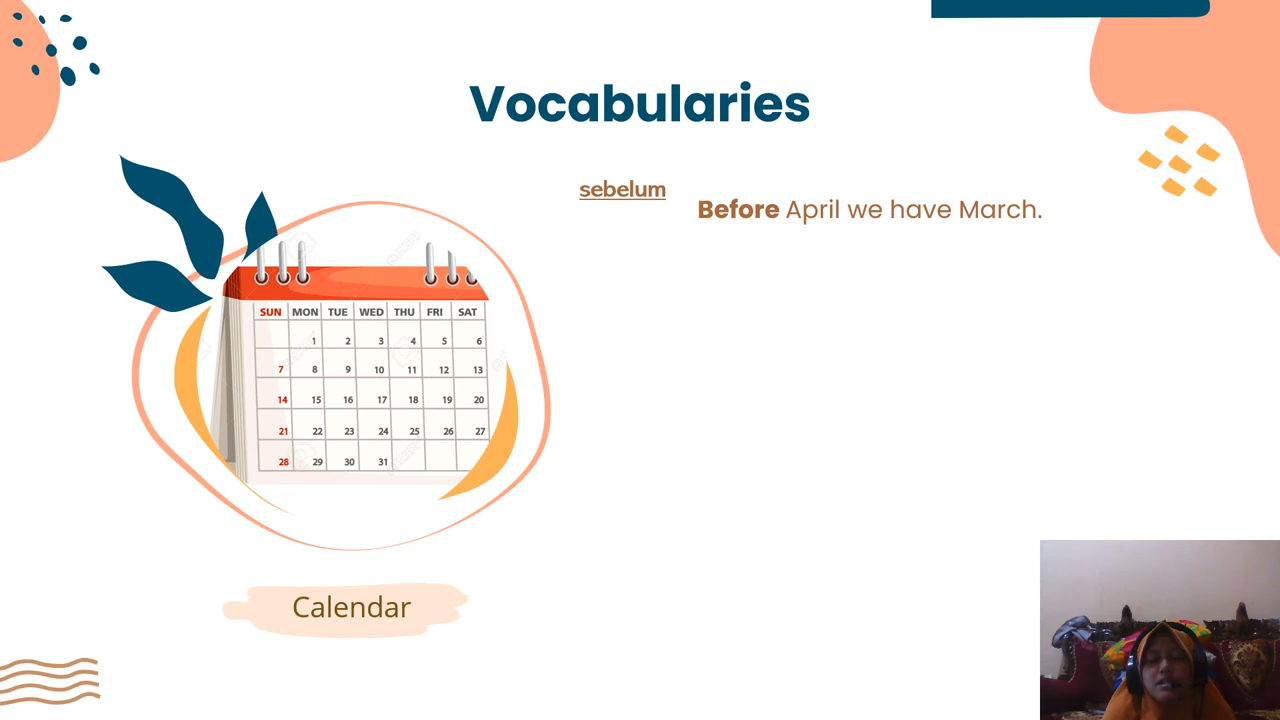 Vocabularies
sebelum
Before April we have March.
SUN MON TUE WED THU FRI SAT
1 2 3 4 5 6
7 8 9 10 11 12 13
14 15 16 17 18 19 20
21 22 23 24 25 26 27
28 29 30 31
Calendar